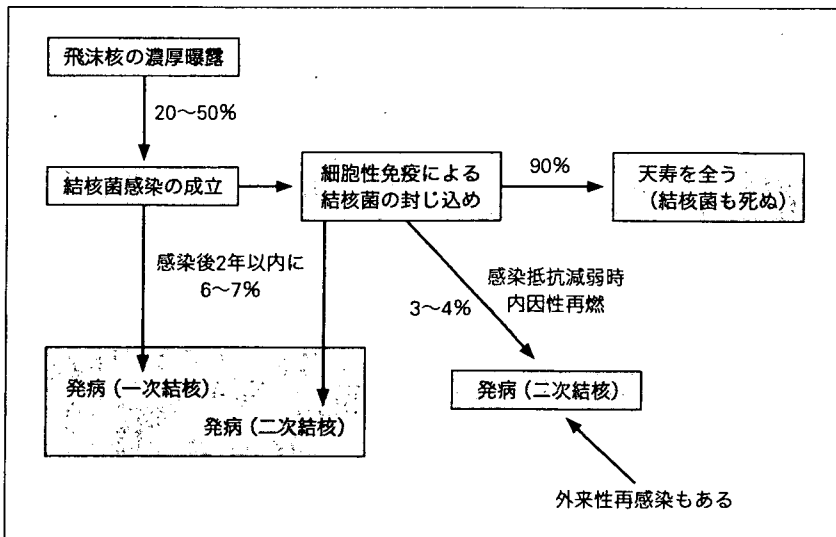 飛沫核の濃厚曝露
20〜50%
結核菌感染の成立
細胞性免疫による
結核菌の封じ込め
90%
天寿を全う
（結核菌も死ぬ）
感染後2年以内に
6〜7%
3〜4%
感染抵抗減弱時
内因性再燃
発病（一次結核）
発病（二次結核）
発病（二次結核）
外来性再感染もある